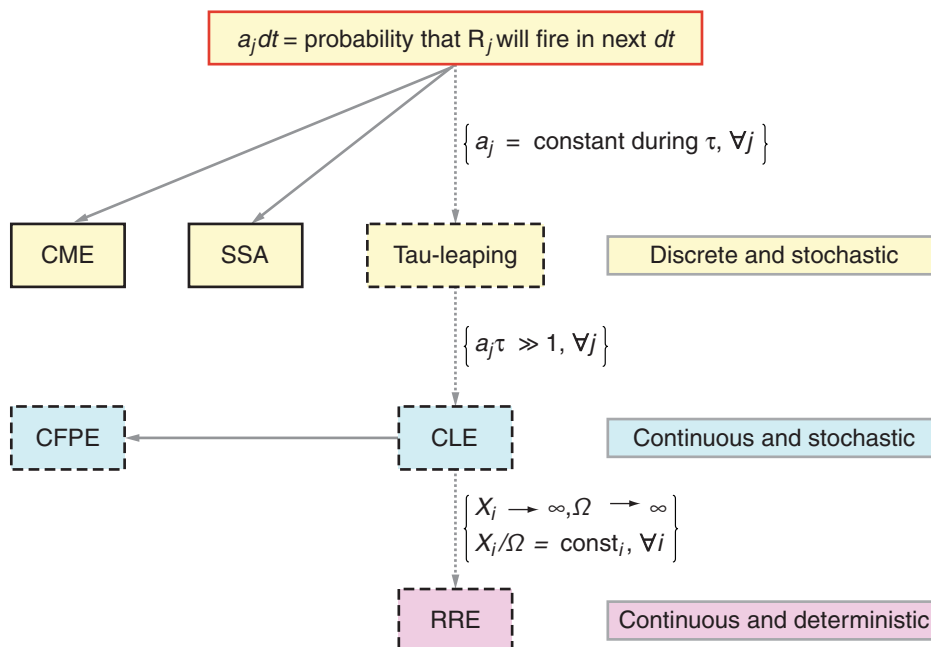 a_j dt = probability that R_j will fire in next dt
{ a_j = constant during τ, ∀j }
CME
SSA
Tau-leaping
Discrete and stochastic
{ a_jτ ≫ 1, ∀j }
CFPE
CLE
Continuous and stochastic
X_i → ∞, Ω → ∞
X_i/Ω = const_i, ∀i
RRE
Continuous and deterministic